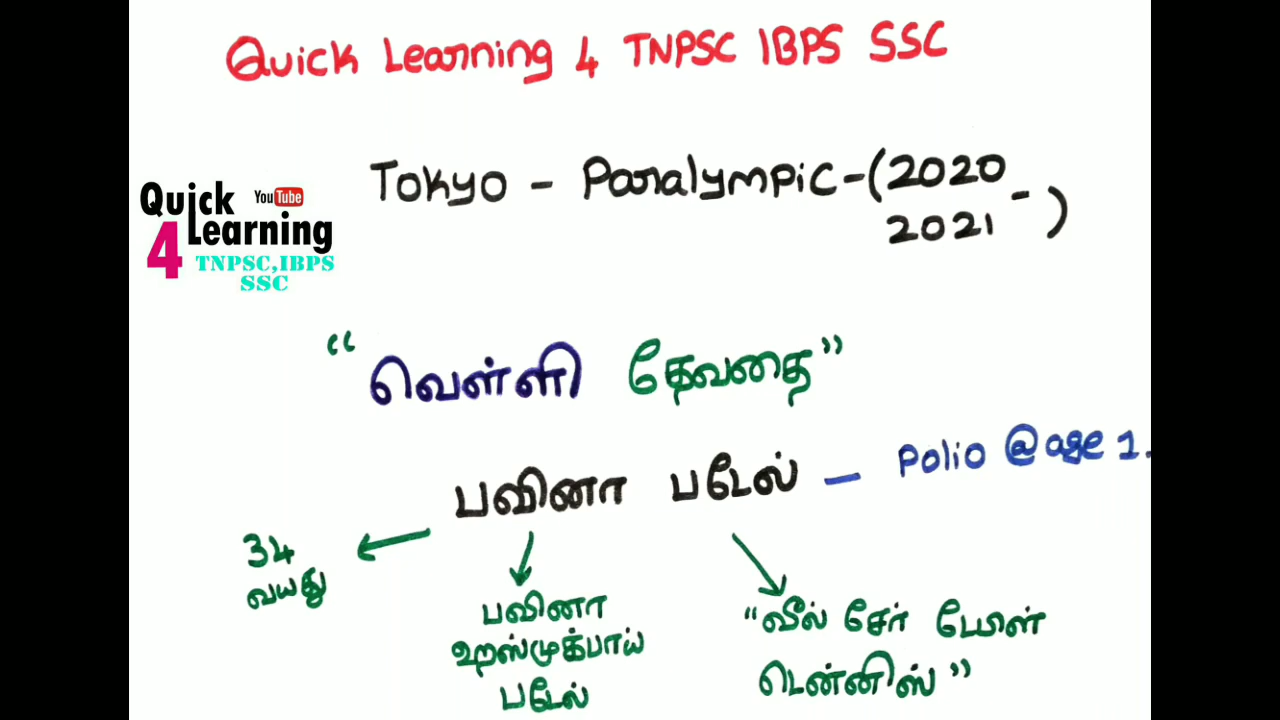 Quick Learning 4 TNPSC IBPS SSC
Tokyo - Paralympic - (2020 -
2021 )
Quick
YouTube
4 Learning
TNPSC,IBPS
SSC
“வெள்ளி தேவதை”
பவினா படேல் - Polio @ age 1.
34
வயது
பவினா
ஹஸ்முக்பாய்
படேல்
“வீல் சேர் டேபிள்
டென்னிஸ்”